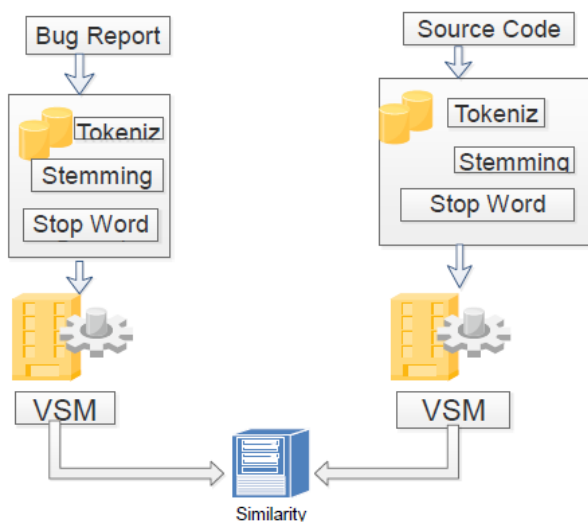 Bug Report
Tokeniz
Stemming
Stop Word
VSM
Source Code
Tokeniz
Stemming
Stop Word
VSM
Similarity